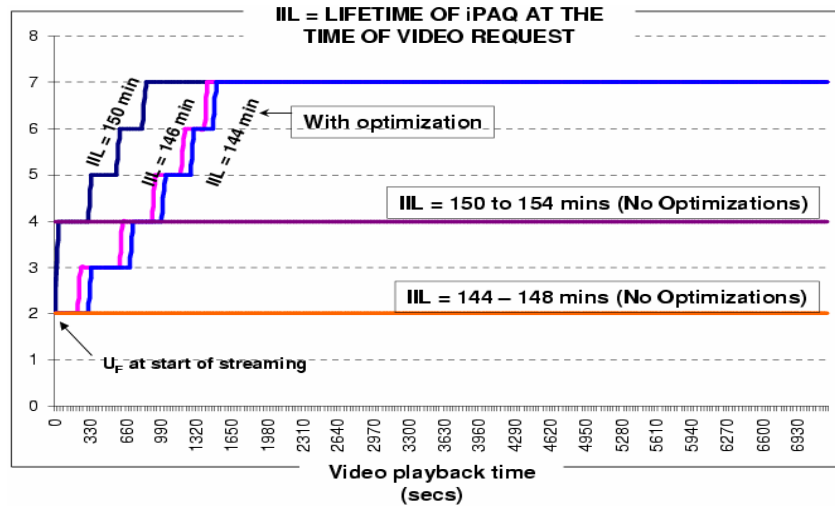 IIL = LIFETIME OF iPAQ AT THE
TIME OF VIDEO REQUEST
8
7
6
5
4
3
2
1
0
IIL = 150 min
IIL = 146 min
IIL = 144 min
With optimization
IIL = 150 to 154 mins (No Optimizations)
IIL = 144 – 148 mins (No Optimizations)
U_F at start of streaming
0
330
660
990
1320
1650
1980
2310
2640
2970
3300
3630
3960
4290
4620
4950
5280
5610
5940
6270
6600
6930
Video playback time
(secs)